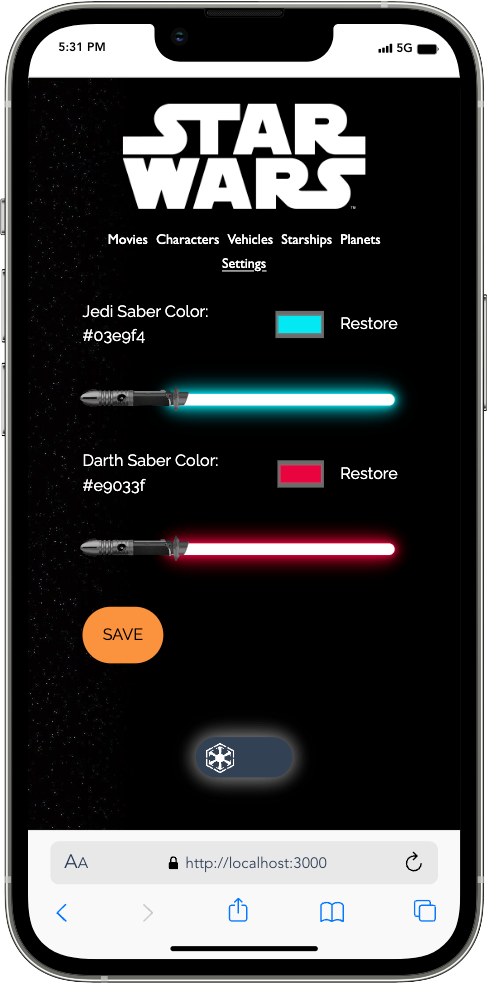 5:31 PM
5G
STAR
WARS
™
Movies Characters Vehicles Starships Planets
Settings
Jedi Saber Color:
#03e9f4
Restore
Darth Saber Color:
#e9033f
Restore
SAVE
AA
http://localhost:3000